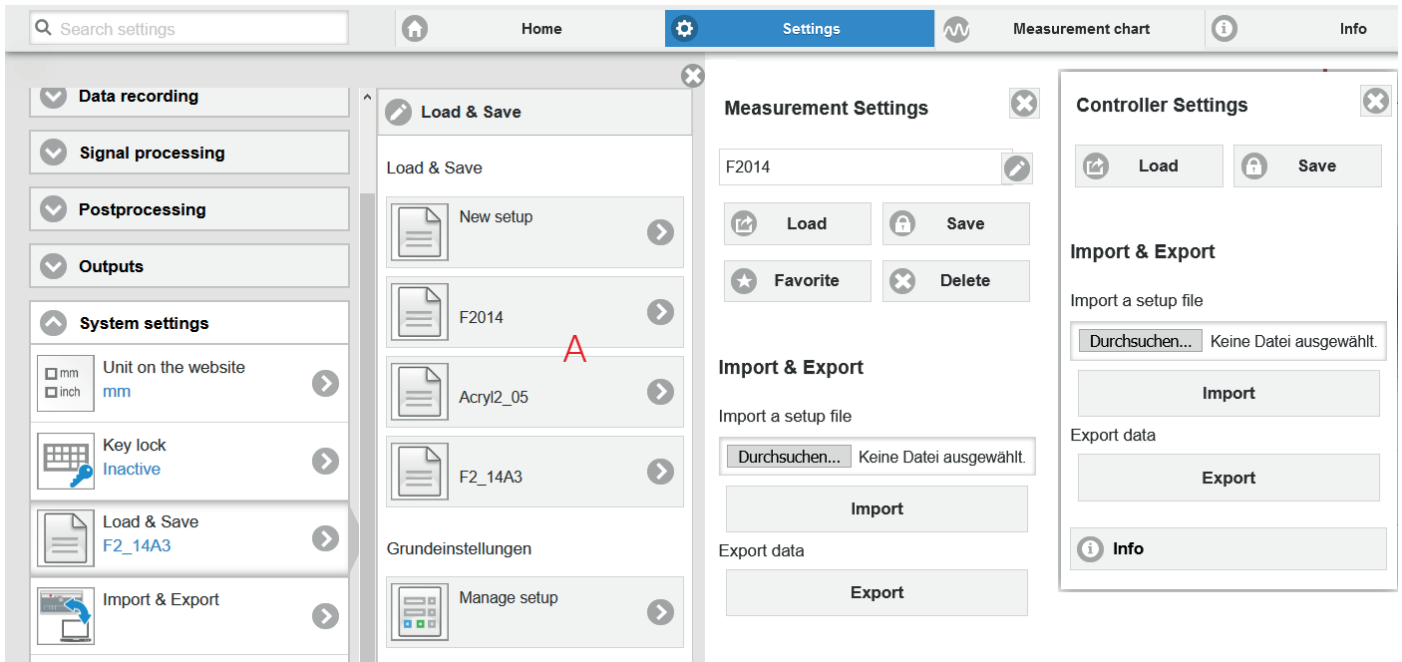 Search settings
Home
Settings
Measurement chart
Info
Data recording
Signal processing
Postprocessing
Outputs
System settings
mm
inch
Unit on the website
mm
Key lock
Inactive
Load & Save
F2_14A3
Import & Export
Load & Save
Load & Save
New setup
F2014
A
Acryl2_05
F2_14A3
Grundeinstellungen
Manage setup
Measurement Settings
F2014
Load
Save
Favorite
Delete
Import & Export
Import a setup file
Durchsuchen... Keine Datei ausgewählt.
Import
Export data
Export
Controller Settings
Load
Save
Import & Export
Import a setup file
Durchsuchen... Keine Datei ausgewählt.
Import
Export data
Export
Info